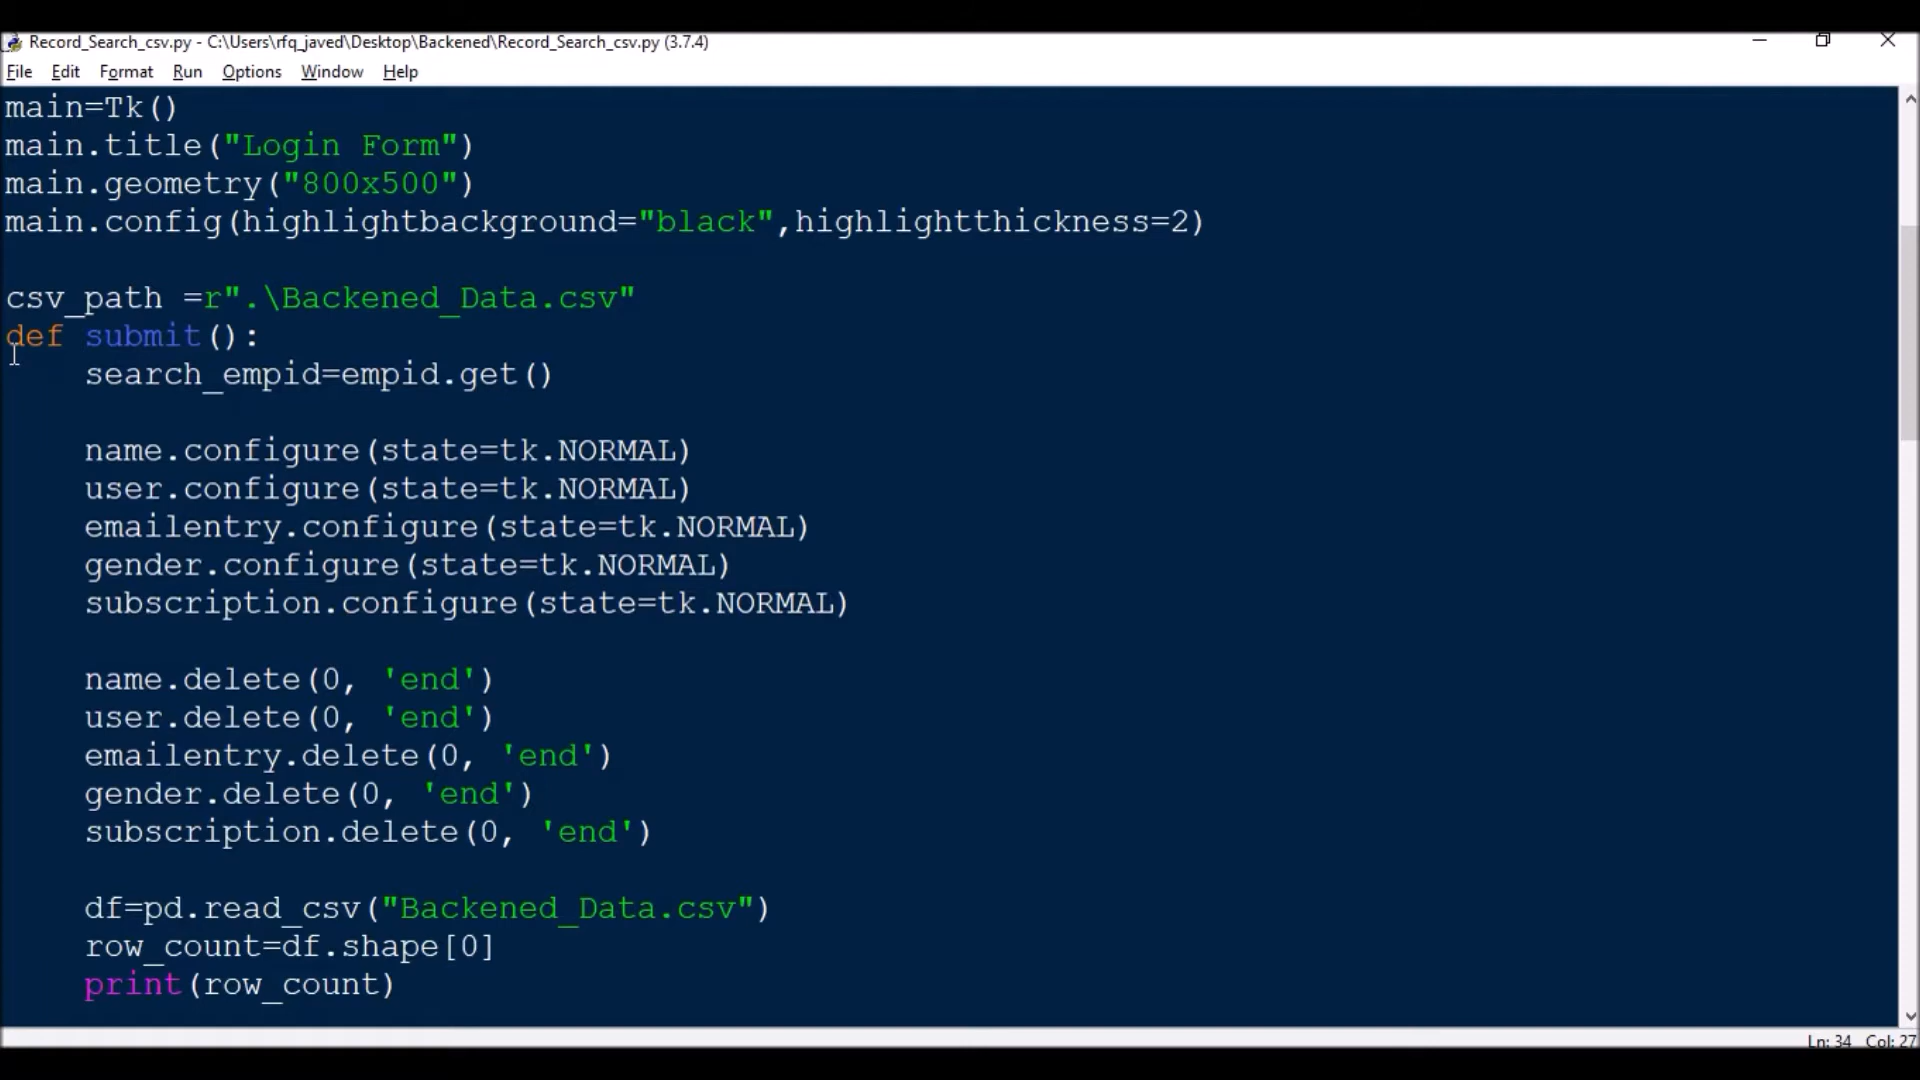 Record_Search_csv.py - C:\Users\rfq_javed\Desktop\Backened\Record_Search_csv.py (3.7.4)
File Edit Format Run Options Window Help
main=Tk()
main.title("Login Form")
main.geometry("800x500")
main.config(highlightbackground="black",highlightthickness=2)

csv_path =r".\Backened_Data.csv"
def submit():
    search_empid=empid.get()

    name.configure(state=tk.NORMAL)
    user.configure(state=tk.NORMAL)
    emailentry.configure(state=tk.NORMAL)
    gender.configure(state=tk.NORMAL)
    subscription.configure(state=tk.NORMAL)

    name.delete(0, 'end')
    user.delete(0, 'end')
    emailentry.delete(0, 'end')
    gender.delete(0, 'end')
    subscription.delete(0, 'end')

    df=pd.read_csv("Backened_Data.csv")
    row_count=df.shape[0]
    print(row_count)
Ln: 34 Col: 27